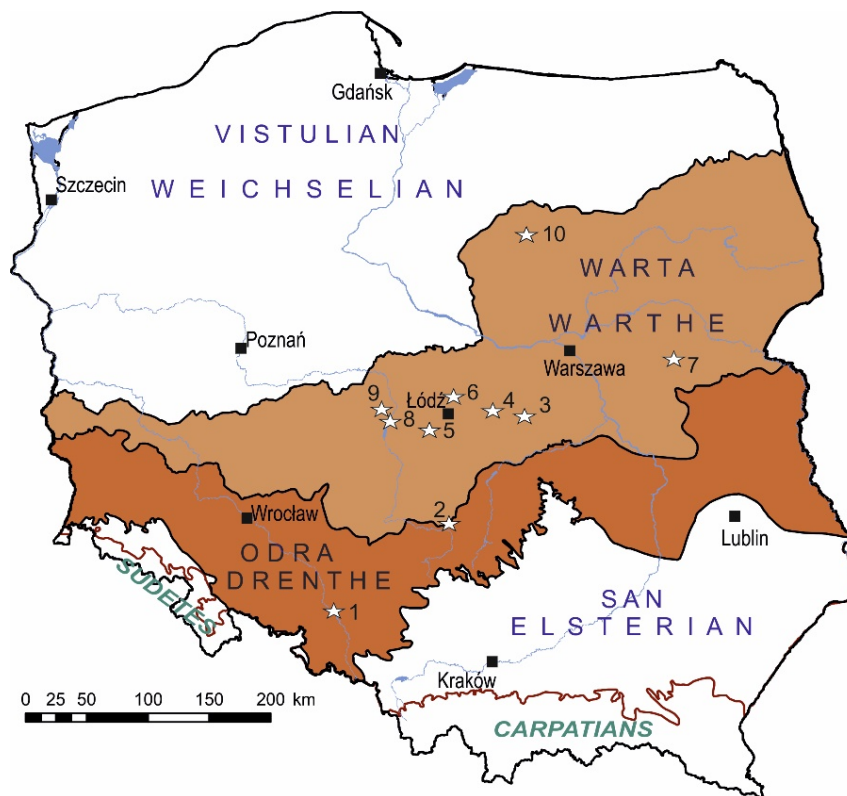 Gdańsk
VISTULIAN
WEICHSELIAN
Szczecin
10
WARTA
WARTHE
Poznań
Warszawa
7
9
Łódź
6
4
3
8
5
2
Wrocław
Lublin
ODRA
DRENTHE
SUDETES
1
SAN
ELSTERIAN
Kraków
0 25 50 100 150 200 km
CARPATIANS